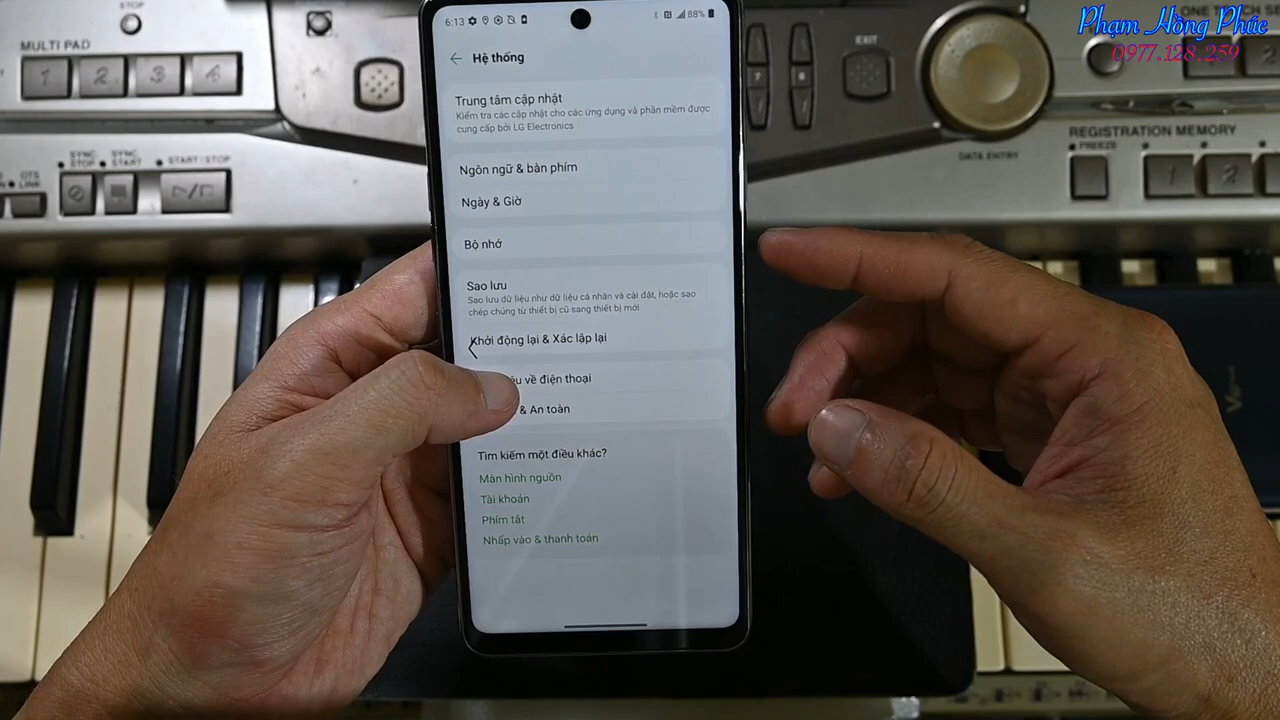 Phạm Hồng Phúc
0977.128.259
STOP
MULTI PAD
1 2 3 4
SYNC STOP
SYNC START
START/STOP
OTS LINK
EXIT
7
8
DATA ENTRY
ONE TOUCH SE
REGISTRATION MEMORY
FREEZE
1 2
6:13
88%
Hệ thống
Trung tâm cập nhật
Kiểm tra các cập nhật cho các ứng dụng và phần mềm được
cung cấp bởi LG Electronics
Ngôn ngữ & bàn phím
Ngày & Giờ
Bộ nhớ
Sao lưu
Sao lưu dữ liệu như dữ liệu cá nhân và cài đặt, hoặc sao
chép chúng từ thiết bị cũ sang thiết bị mới
Khởi động lại & Xác lập lại
ệu về điện thoại
& An toàn
Tìm kiếm một điều khác?
Màn hình nguồn
Tài khoản
Phím tắt
Nhấp vào & thanh toán